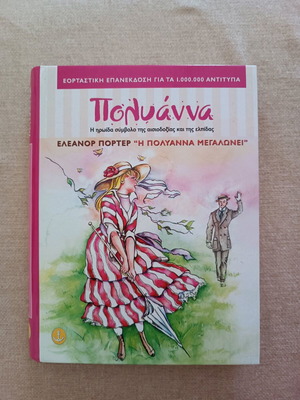 ΕΟΡΤΑΣΤΙΚΗ ΕΠΑΝΕΚΔΟΣΗ ΓΙΑ ΤΑ 1.000.000 ΑΝΤΙΤΥΠΑ
Πολυάννα
Η ηρωίδα σύμβολο της αισιοδοξίας και της ελπίδας
ΕΛΕΑΝΟΡ ΠΟΡΤΕΡ "Η ΠΟΛΥΑΝΝΑ ΜΕΓΑΛΩΝΕΙ"